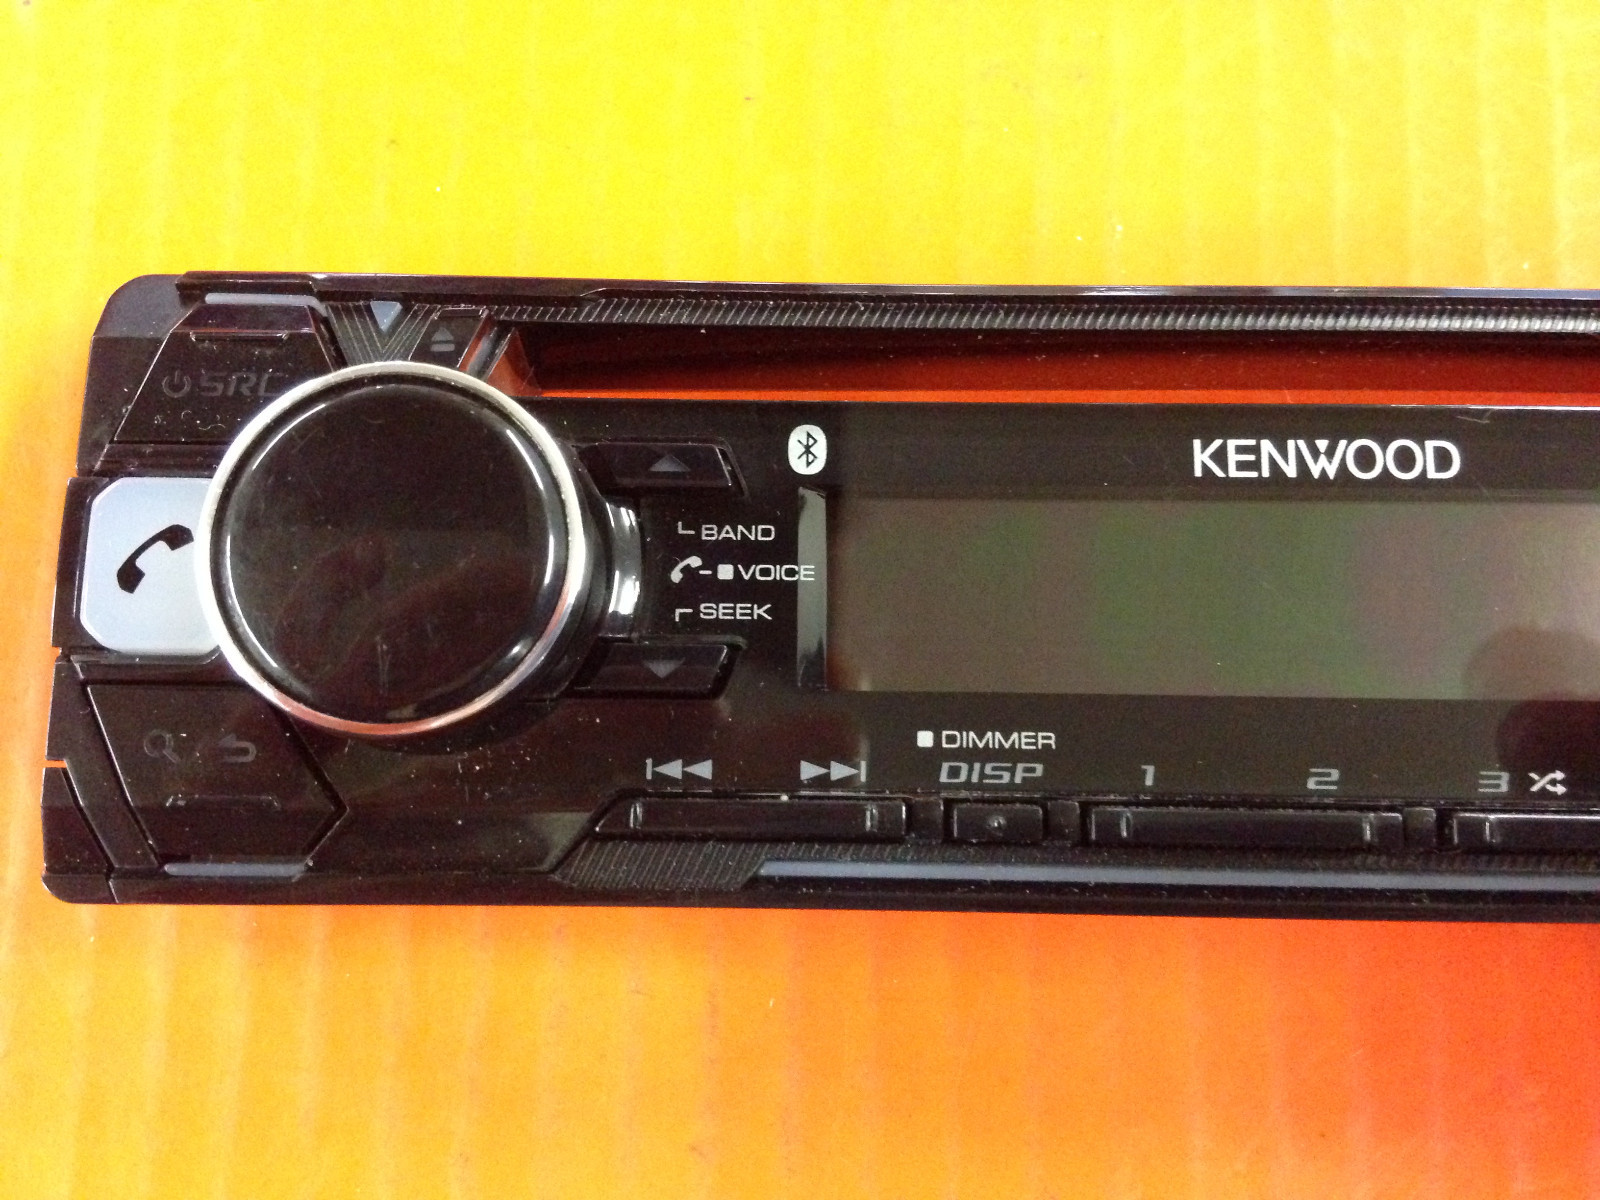 SRC
KENWOOD
BAND
VOICE
SEEK
DIMMER
DISP 1 2 3